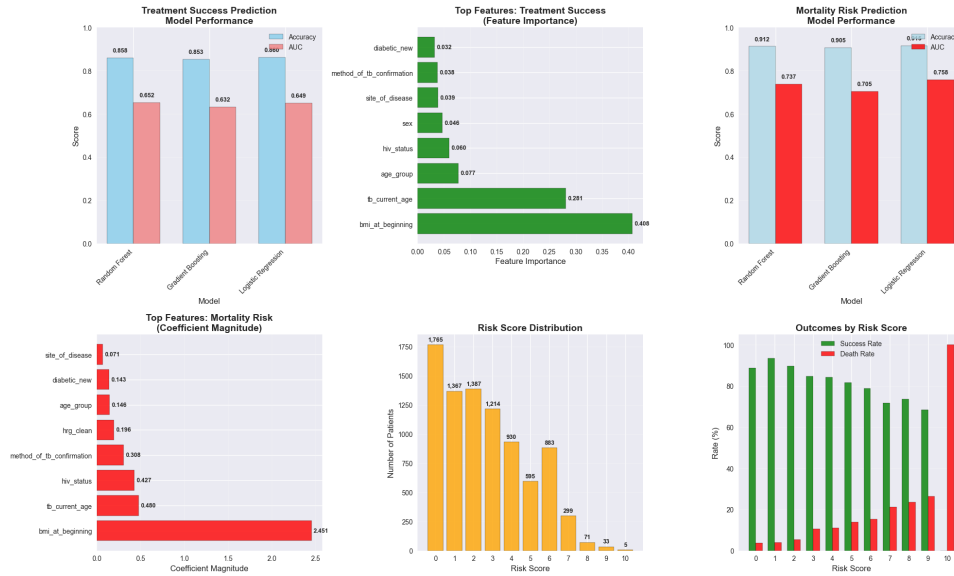 Treatment Success Prediction
Model Performance
Accuracy
AUC
0.858
0.652
0.853
0.632
0.649
1.0
0.8
0.6
0.4
0.2
0.0
Score
Random Forest
Gradient Boosting
Logistic Regression
Model
Top Features: Treatment Success
(Feature Importance)
diabetic_new
0.032
method_of_tb_confirmation
0.038
site_of_disease
0.039
sex
0.046
hiv_status
0.060
age_group
0.077
tb_current_age
0.281
bmi_at_beginning
0.408
0.00 0.05 0.10 0.15 0.20 0.25 0.30 0.35 0.40
Feature Importance
Mortality Risk Prediction
Model Performance
AUC
0.912
0.737
0.905
0.705
0.758
1.0
0.8
0.6
0.4
0.2
0.0
Score
Random Forest
Gradient Boosting
Logistic Regression
Model
Top Features: Mortality Risk
(Coefficient Magnitude)
site_of_disease
0.071
diabetic_new
0.143
age_group
0.146
hrg_clean
0.196
method_of_tb_confirmation
0.308
hiv_status
0.427
tb_current_age
0.480
bmi_at_beginning
2.451
0.0 0.5 1.0 1.5 2.0 2.5
Coefficient Magnitude
Risk Score Distribution
1,765
1,367
1,387
1,214
930
595
883
299
71
33
5
1750
1500
1250
1000
750
500
250
0
Number of Patients
0 1 2 3 4 5 6 7 8 9 10
Risk Score
Outcomes by Risk Score
Success Rate
Death Rate
100
80
60
40
20
0
Rate (%)
0 1 2 3 4 5 6 7 8 9 10
Risk Score